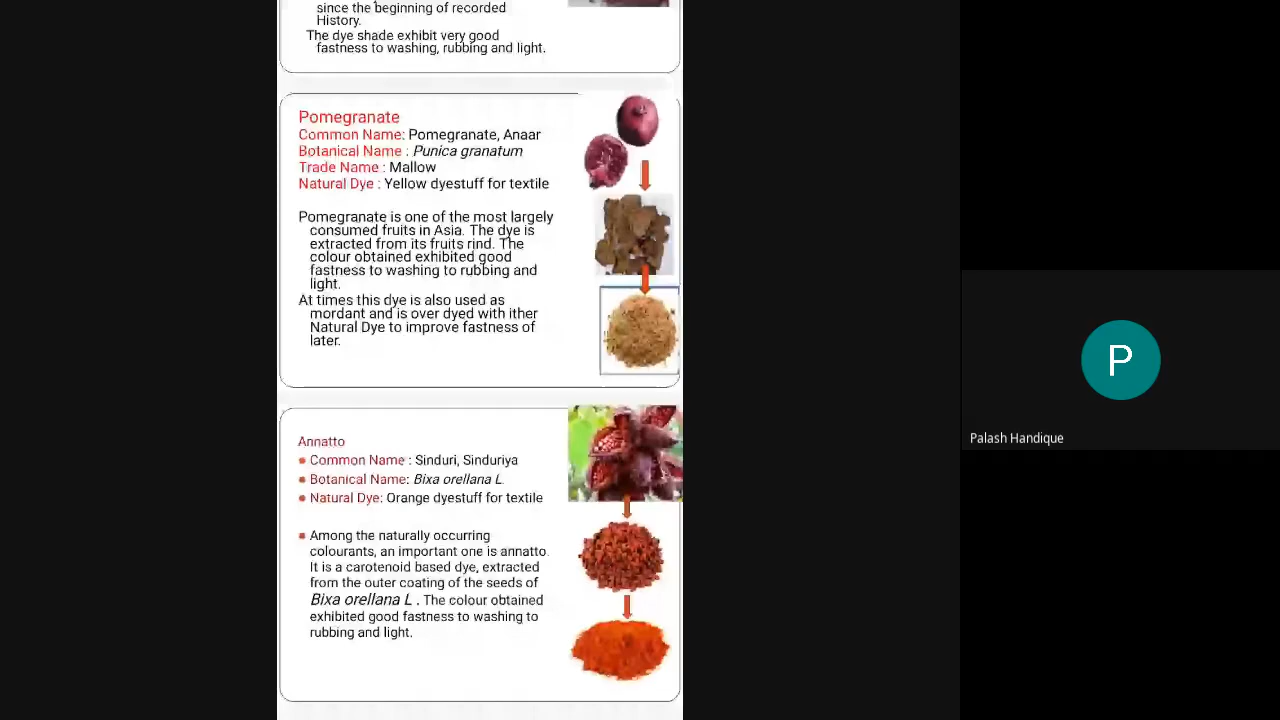 since the beginning of recorded
History.
The dye shade exhibit very good
fastness to washing, rubbing and light.
Pomegranate
Common Name: Pomegranate, Anaar
Botanical Name : Punica granatum
Trade Name : Mallow
Natural Dye : Yellow dyestuff for textile
Pomegranate is one of the most largely
consumed fruits in Asia. The dye is
extracted from its fruits rind. The
colour obtained exhibited good
fastness to washing to rubbing and
light.
At times this dye is also used as
mordant and is over dyed with ither
Natural Dye to improve fastness of
later.
Annatto
Common Name : Sinduri, Sinduriya
Botanical Name: Bixa orellana L.
Natural Dye: Orange dyestuff for textile
Among the naturally occurring
colourants, an important one is annatto.
It is a carotenoid based dye, extracted
from the outer coating of the seeds of
Bixa orellana L . The colour obtained
exhibited good fastness to washing to
rubbing and light.
P
Palash Handique